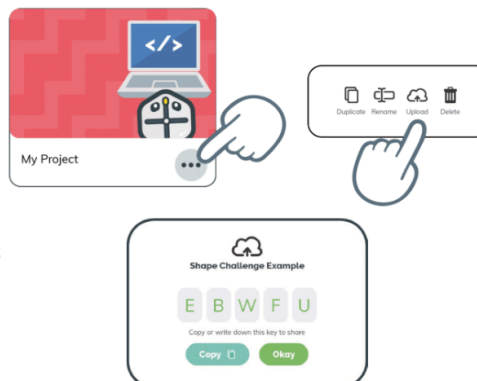 </>
My Project
Duplicate Rename Upload Delete
Shape Challenge Example
E B W F U
Copy or write down this key to share
Copy Okay